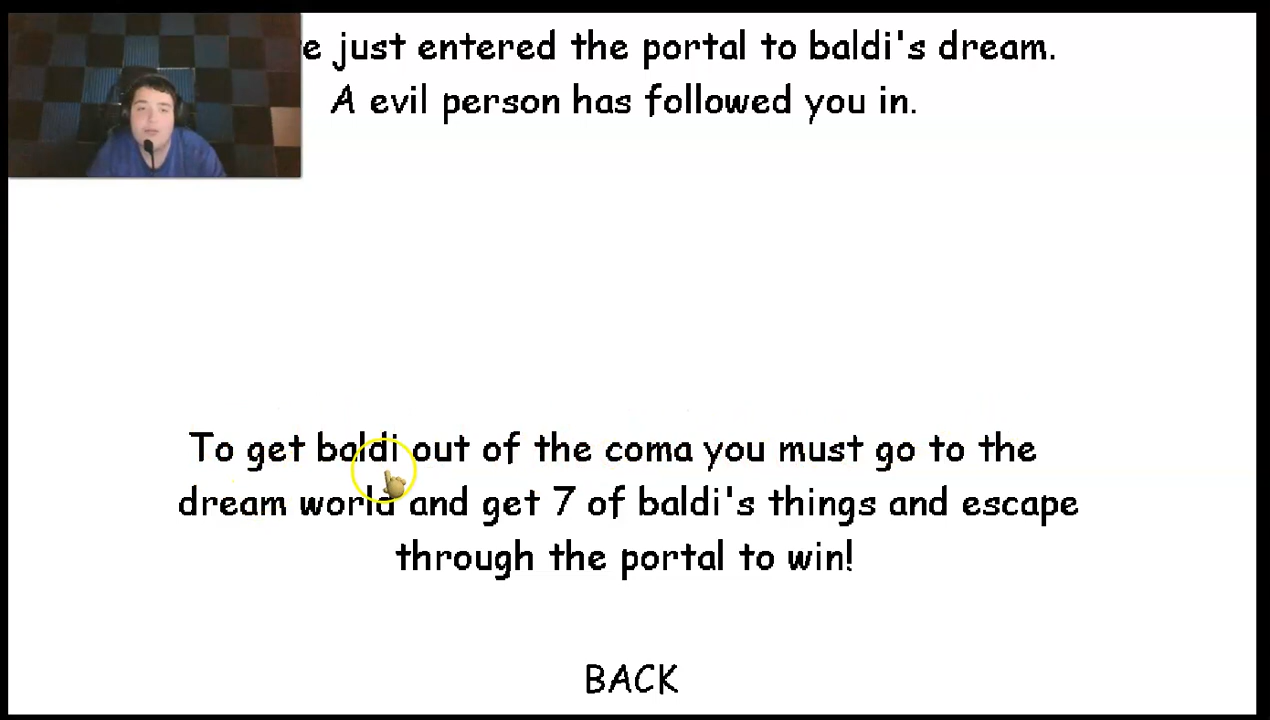 just entered the portal to baldi's dream.
A evil person has followed you in.
To get baldi out of the coma you must go to the
dream world and get 7 of baldi's things and escape
through the portal to win!
BACK